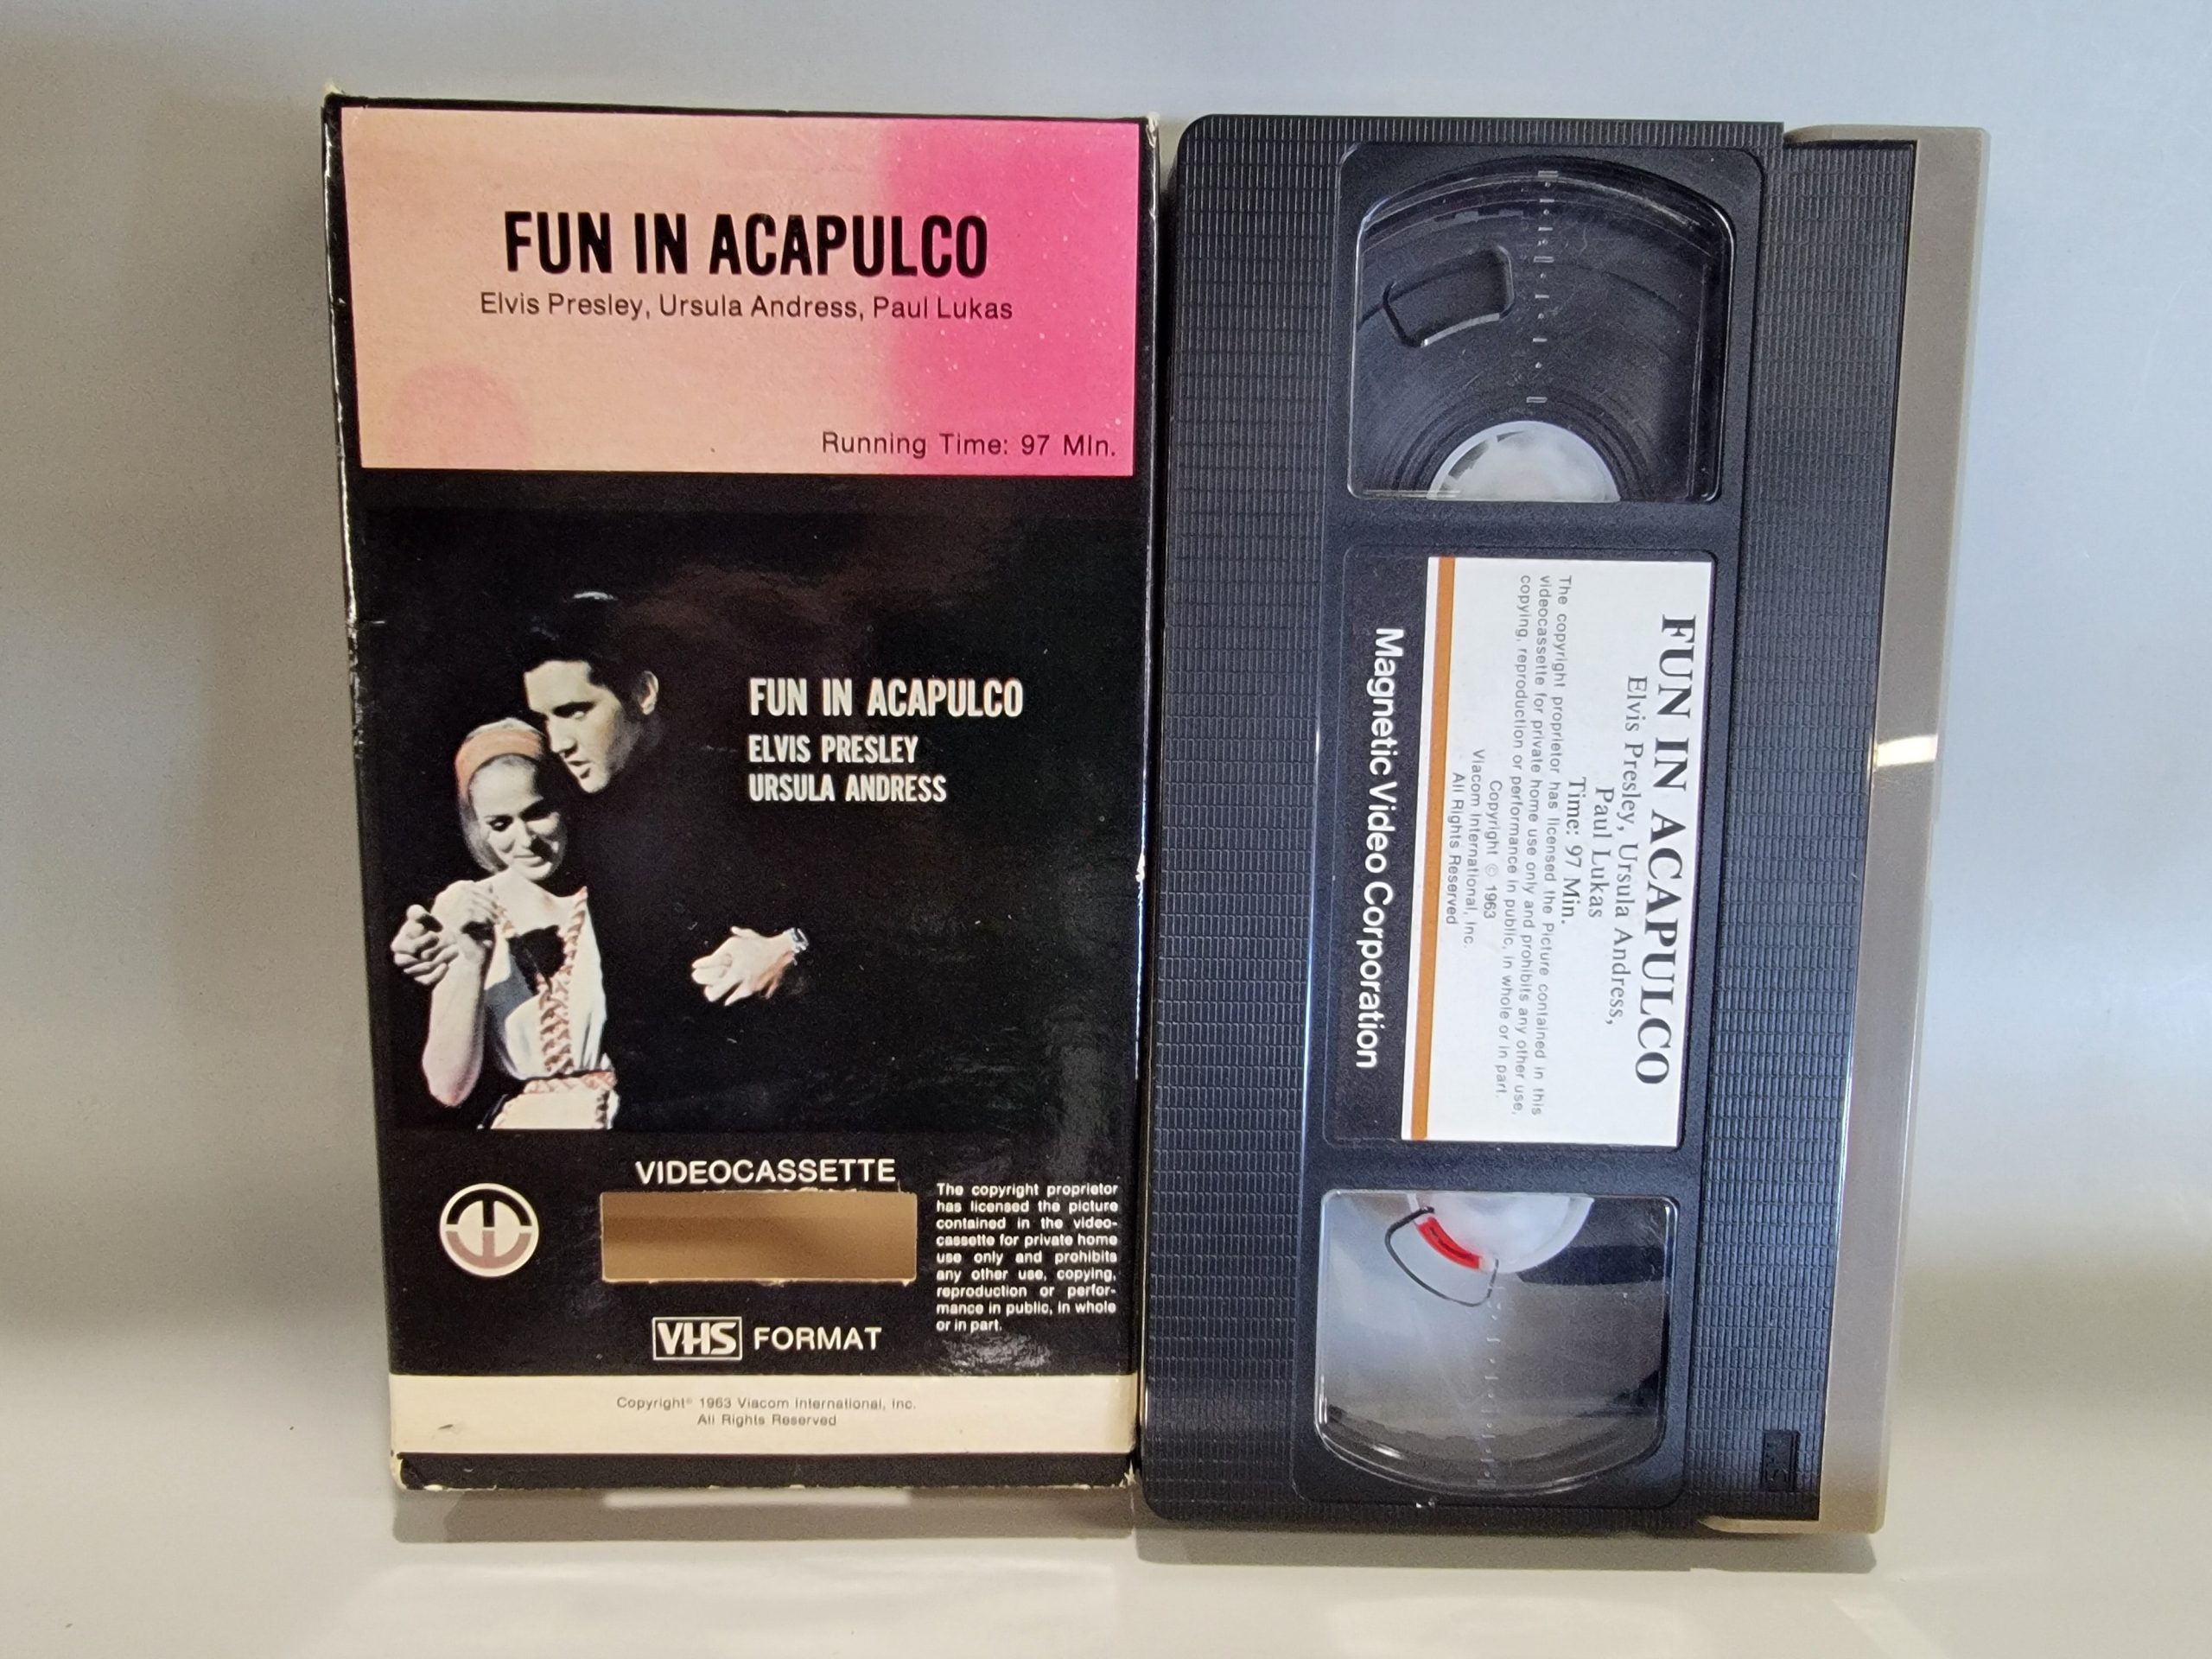 FUN IN ACAPULCO
Elvis Presley, Ursula Andress, Paul Lukas
Running Time: 97 MIn.
FUN IN ACAPULCO
ELVIS PRESLEY
URSULA ANDRESS
VIDEOCASSETTE
The copyright proprietor
has licensed the picture
contained in the video-
cassette for private home
use only and prohibits
any other use, copying,
reproduction or perfor-
mance in public, in whole
or in part.
VHS FORMAT
Copyright© 1963 Viacom International, Inc.
All Rights Reserved
FUN IN ACAPULCO
Elvis Presley, Ursula Andress,
Paul Lukas
Time: 97 Min.
The copyright proprietor has licensed the Picture contained in this
videocassette for private home use only and prohibits any other use,
copying, reproduction or performance in public, in whole or in part.
Copyright © 1963
Viacom International, Inc.
All Rights Reserved
Magnetic Video Corporation